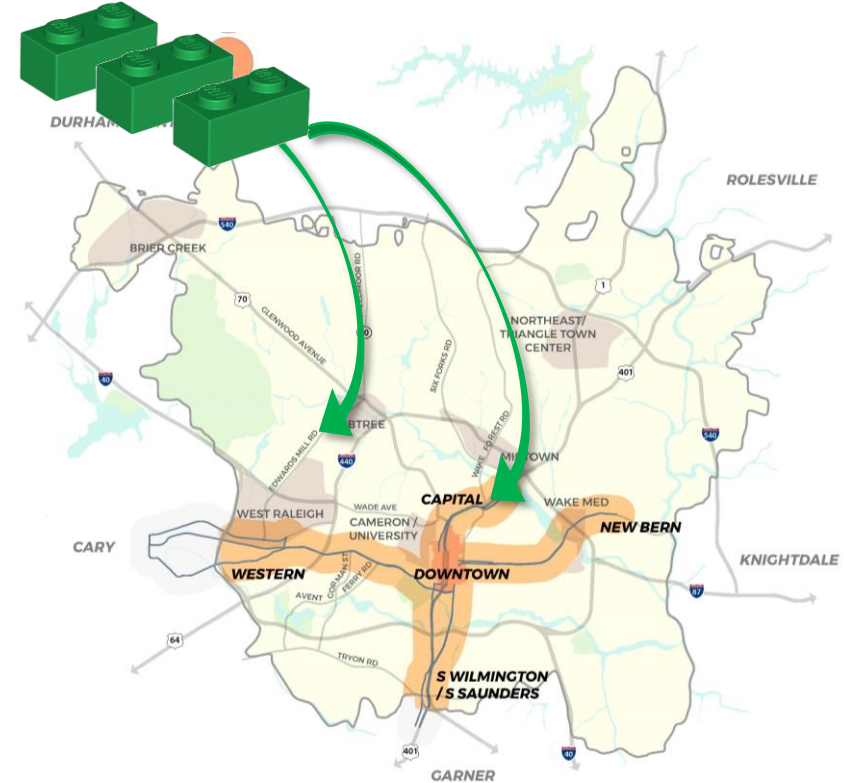 DURHAM
ROLESVILLE
540
BRIER CREEK
70
GLENWOOD AVENUE
1
NORTHEAST/
TRIANGLE TOWN
CENTER
SIX FORKS RD
401
40
EDWARDS MILL RD
440
WAKE FOREST RD
540
CAPITAL
WAKE MED
WEST RALEIGH
WADE AVE
CAMERON /
UNIVERSITY
NEW BERN
CARY
KNIGHTDALE
WESTERN
DOWNTOWN
GORMAN ST
AVENT
FERRY RD
87
64
TRYON RD
S WILMINGTON
/ S SAUNDERS
401
40
GARNER